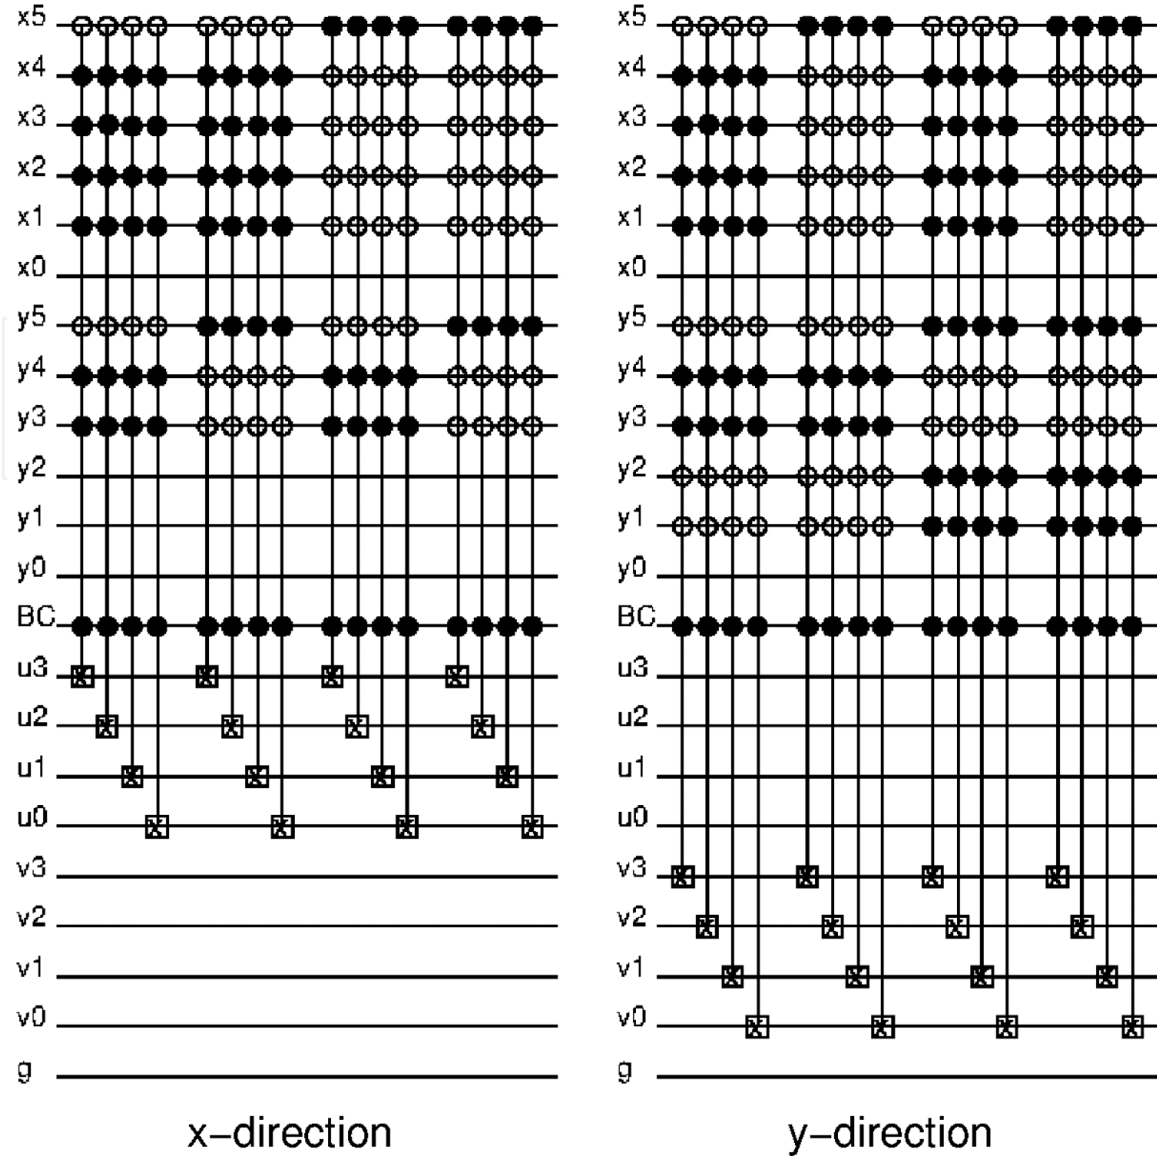 x5 x5
x4 x4
x3 x3
x2 x2
x1 x1
x0 x0
y5 y5
y4 y4
y3 y3
y2 y2
y1 y1
y0 y0
BC BC
u3 X X X X u3
u2 X X X X u2
u1 X X X X u1
u0 X X X X u0
v3 v3 X X X X
v2 v2 X X X X
v1 v1 X X X X
v0 v0 X X X X
g g
x-direction y-direction